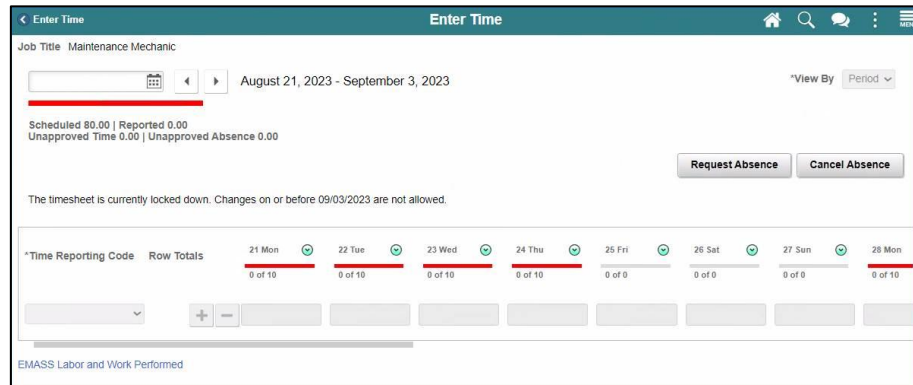 Enter Time
Enter Time
MEN
Job Title Maintenance Mechanic
August 21, 2023 - September 3, 2023
*View By Period
Scheduled 80.00 | Reported 0.00
Unapproved Time 0.00 | Unapproved Absence 0.00
Request Absence Cancel Absence
The timesheet is currently locked down. Changes on or before 09/03/2023 are not allowed.
*Time Reporting Code Row Totals 21 Mon 22 Tue 23 Wed 24 Thu 25 Fri 26 Sat 27 Sun 28 Mon
0 of 10 0 of 10 0 of 10 0 of 10 0 of 0 0 of 0 0 of 0 0 of 10
EMASS Labor and Work Performed